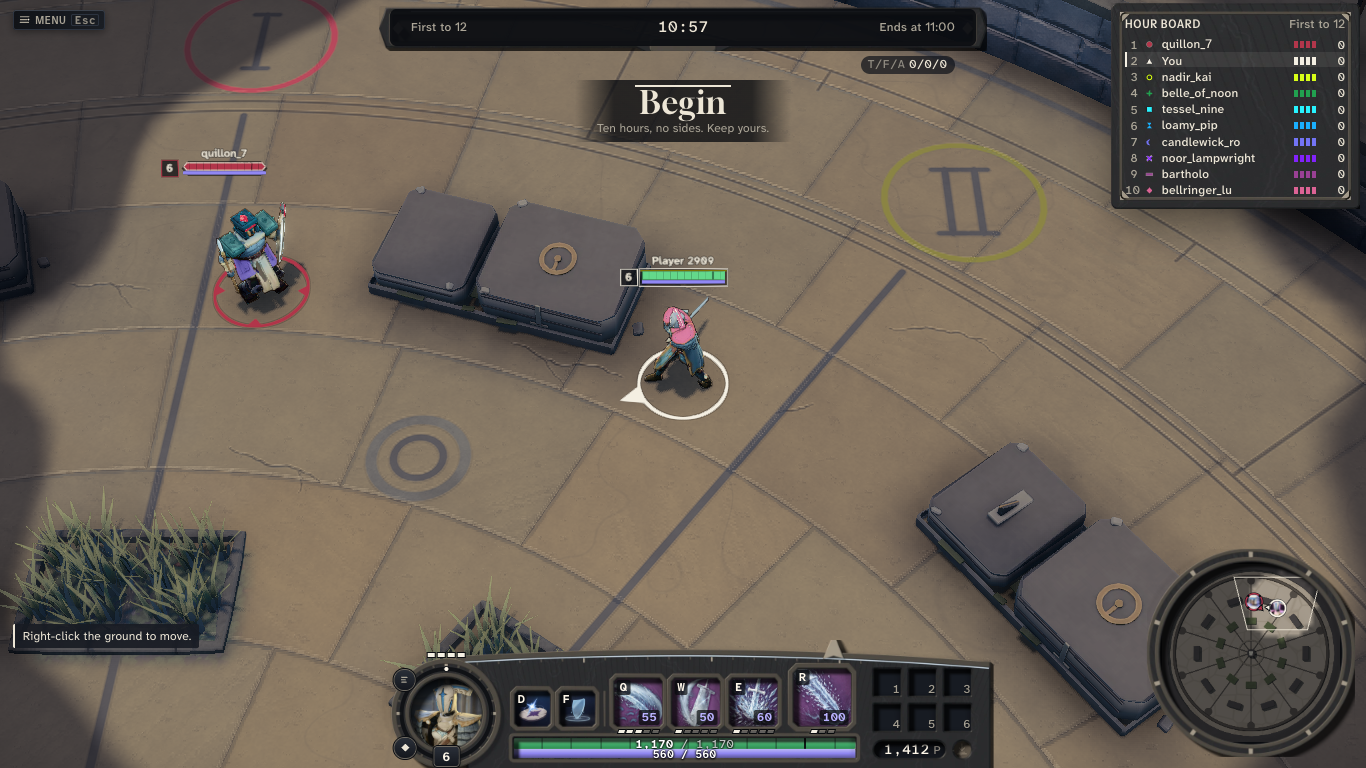 MENU Esc
First to 12
10:57
Ends at 11:00
T/F/A 0/0/0
HOUR BOARD First to 12
1 quillon_7 0
2 You 0
3 nadir_kai 0
4 belle_of_noon 0
5 tessel_nine 0
6 loamy_pip 0
7 candlewick_ro 0
8 noor_lampwright 0
9 bartholo 0
10 bellringer_lu 0
I
Begin
Ten hours, no sides. Keep yours.
quillon_7
6
II
Player 2909
6
Right-click the ground to move.
D
F
Q
55
W
50
E
60
R
100
1 2 3
4 5 6
6
1,170 / 1,170
560 / 560
1,412 P